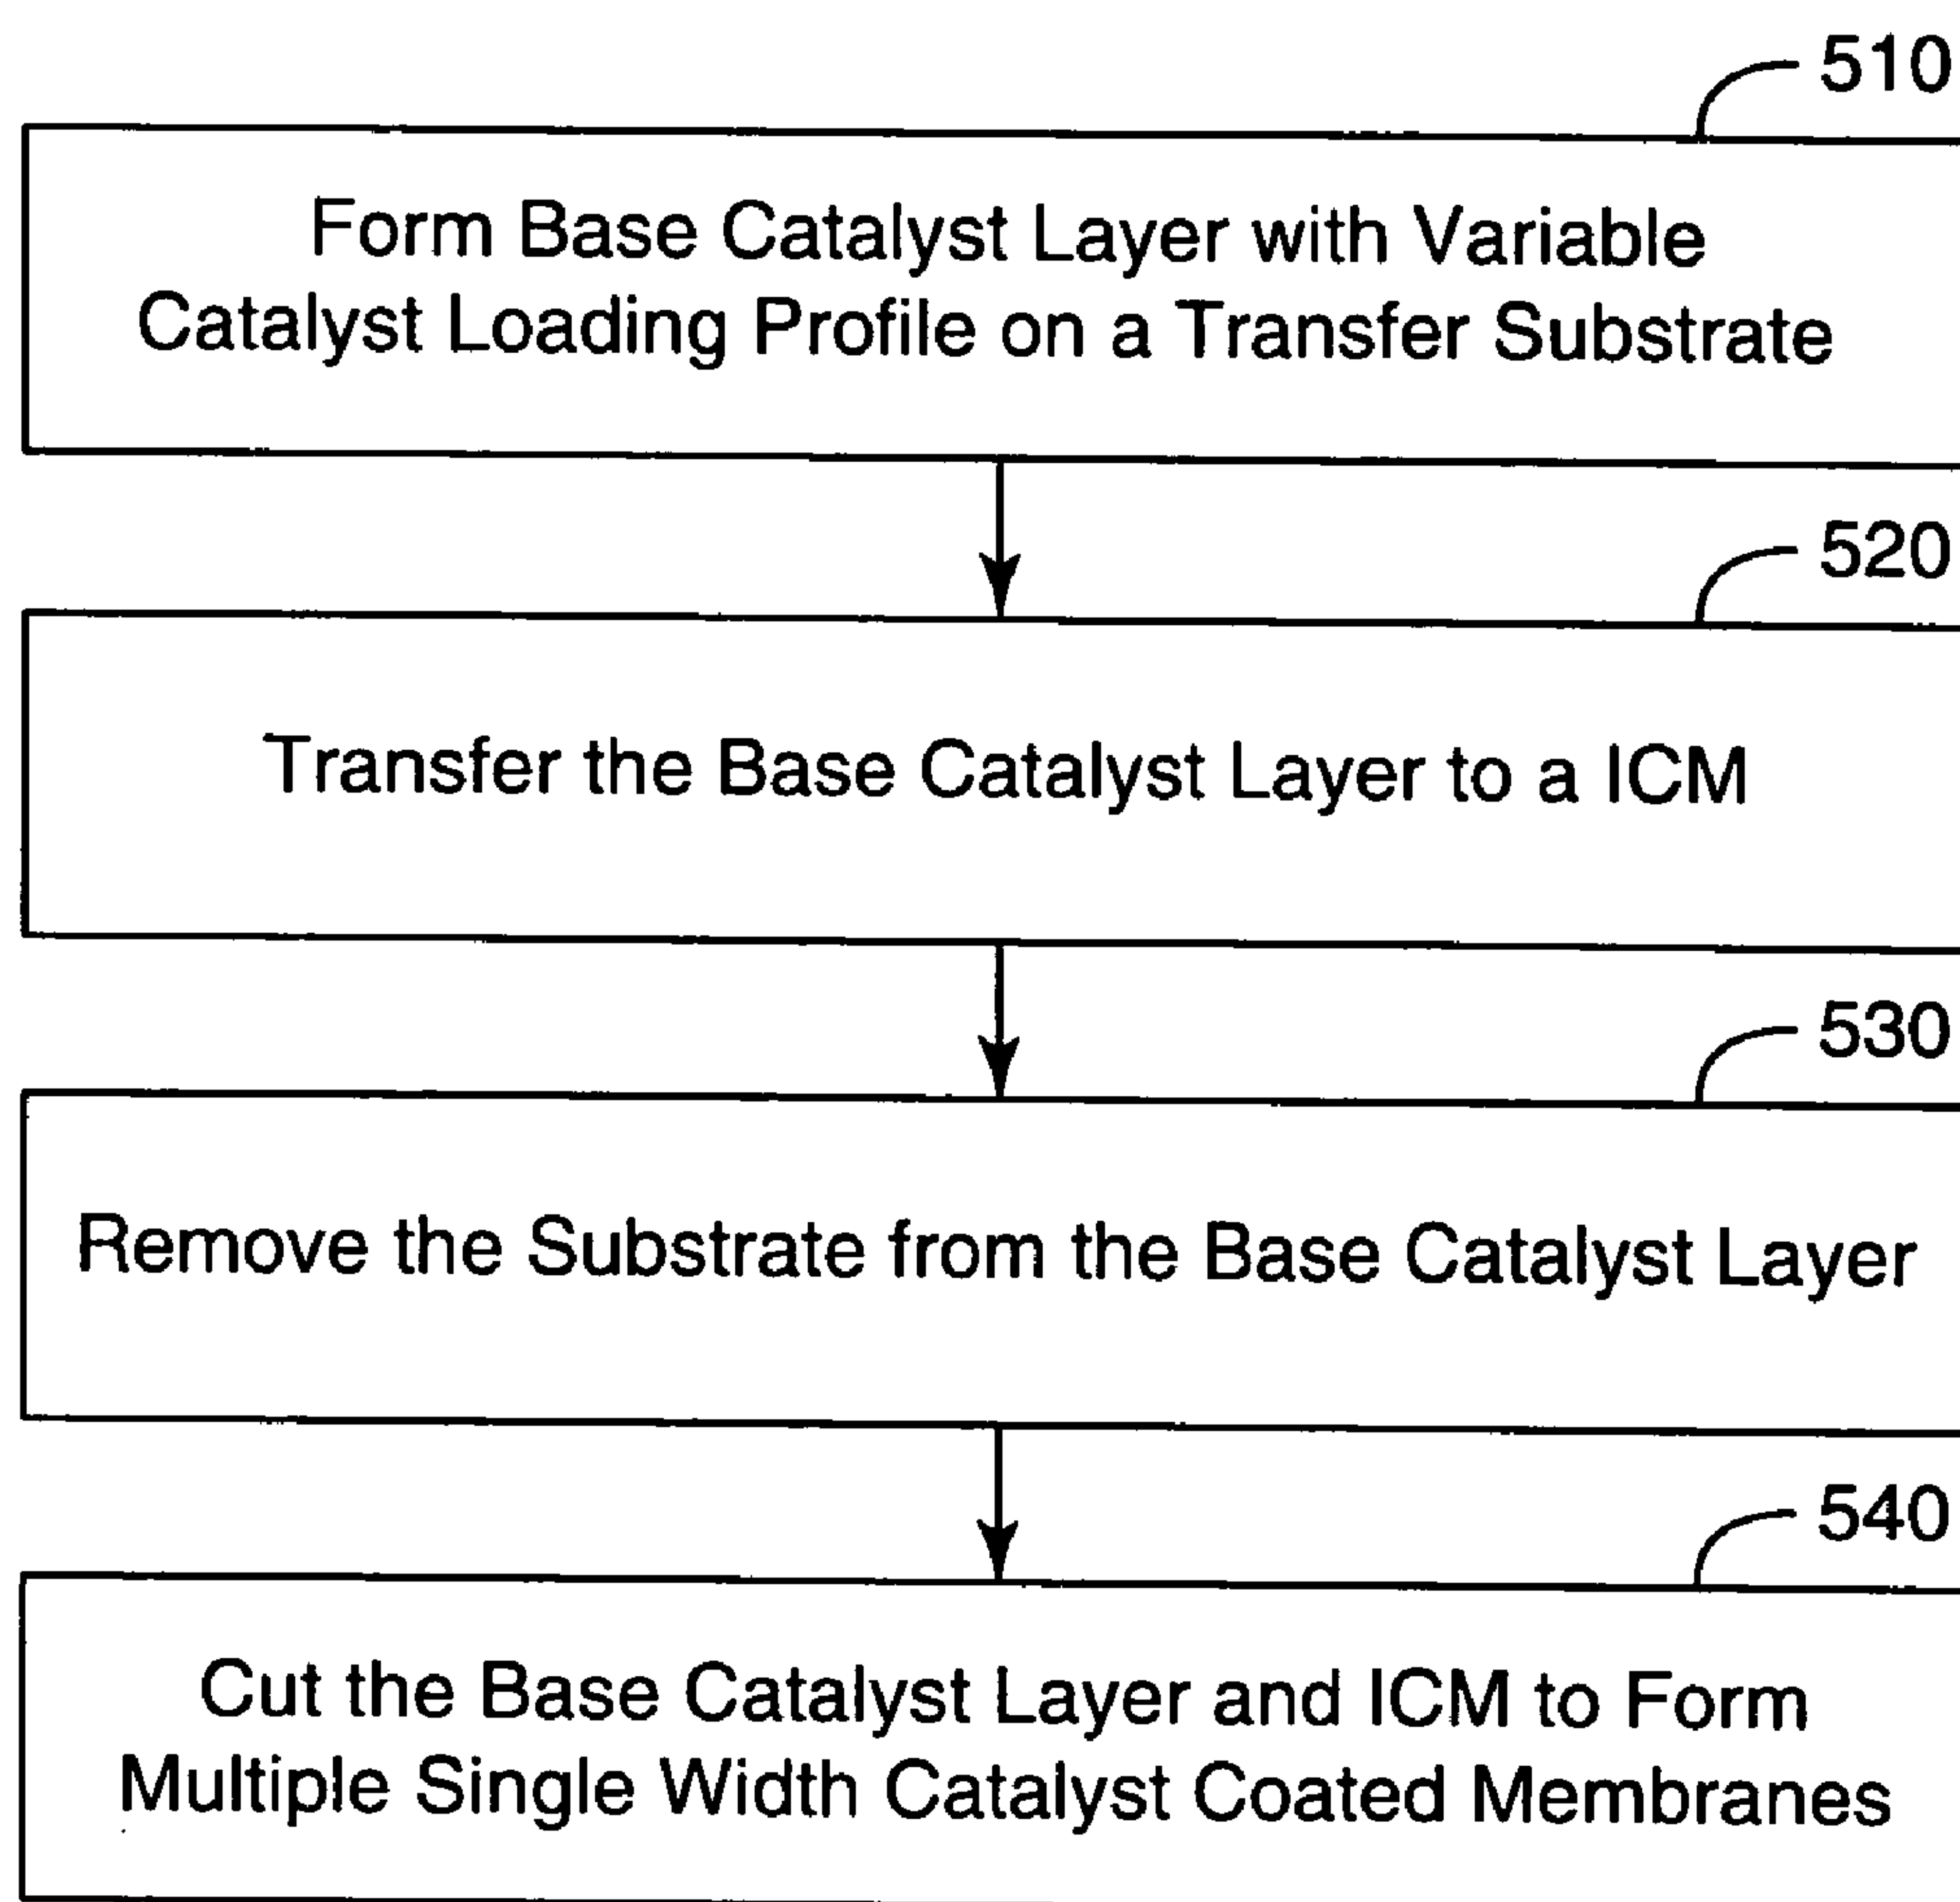 510
Form Base Catalyst Layer with Variable
Catalyst Loading Profile on a Transfer Substrate
520
Transfer the Base Catalyst Layer to a ICM
530
Remove the Substrate from the Base Catalyst Layer
540
Cut the Base Catalyst Layer and ICM to Form
Multiple Single Width Catalyst Coated Membranes